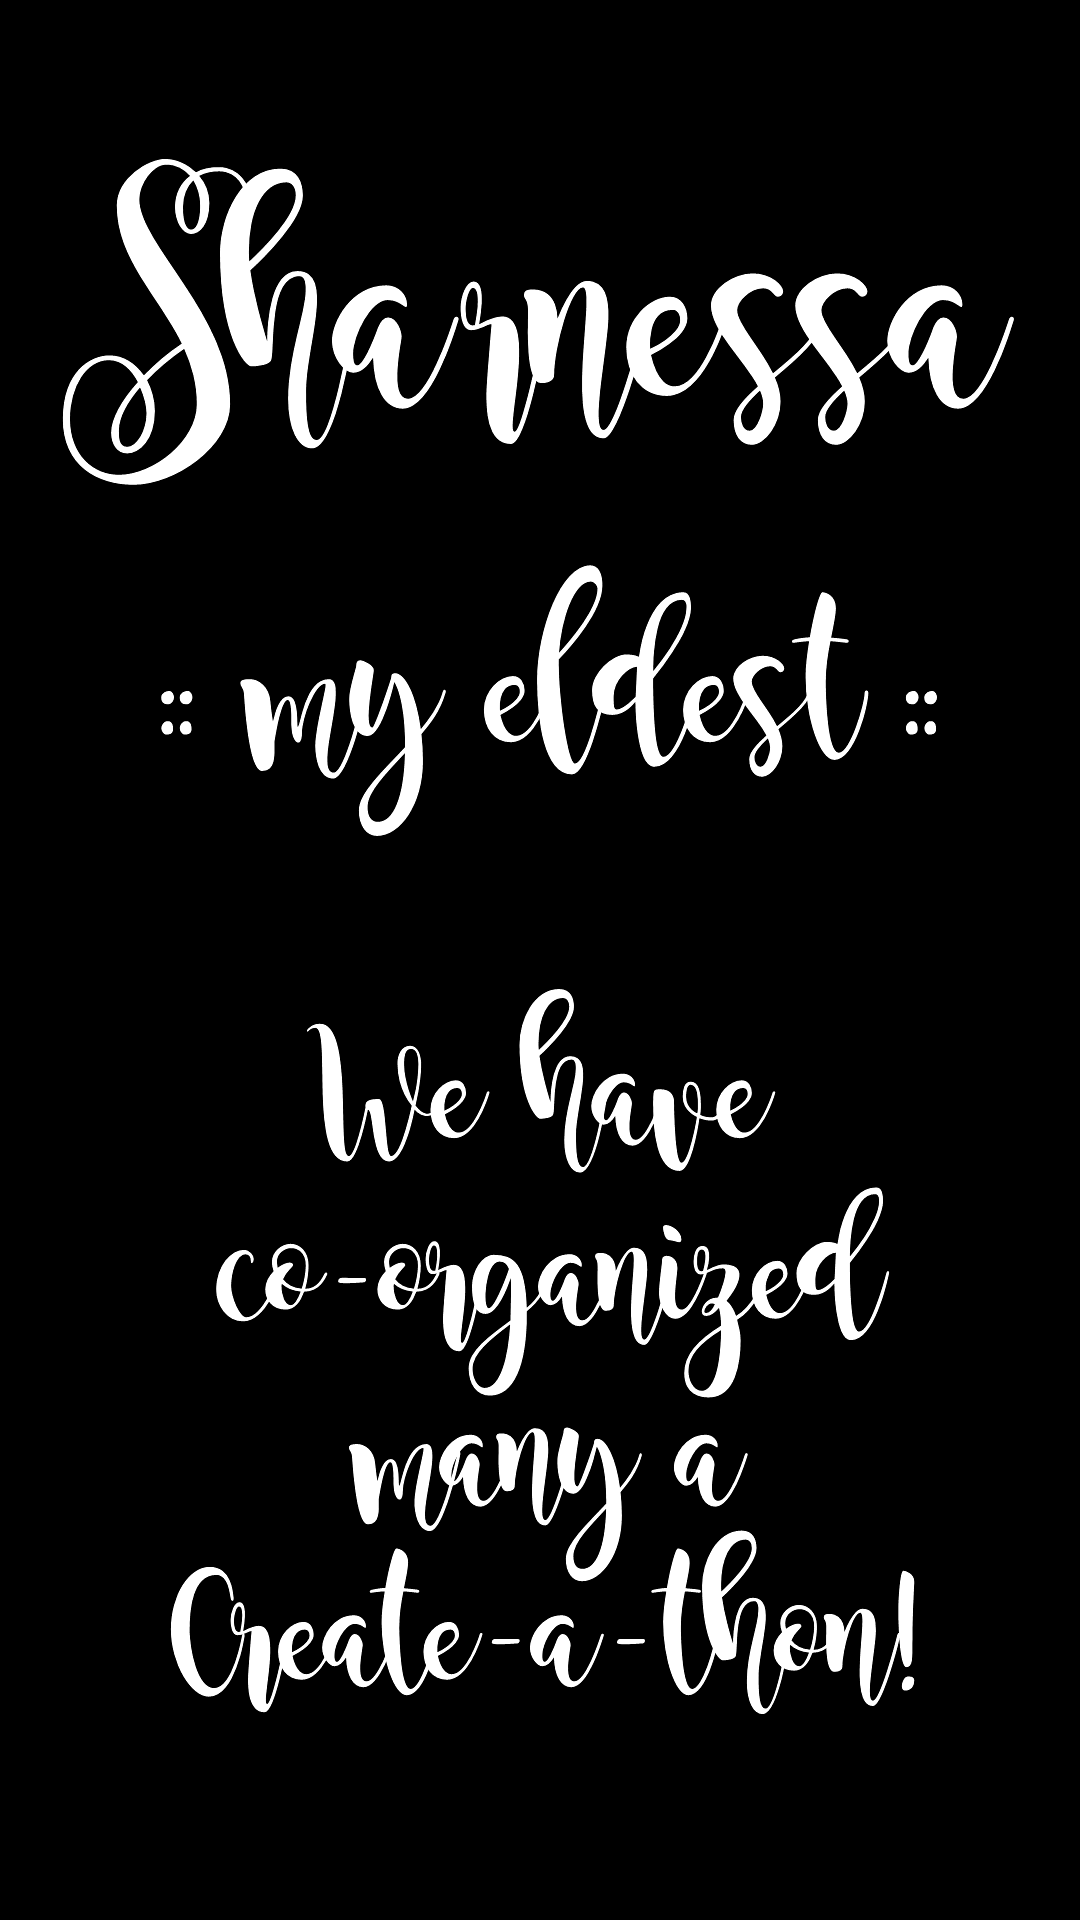 Sharnessa
:: my eldest ::
We have
co-organized
many a
Create-a-thon!